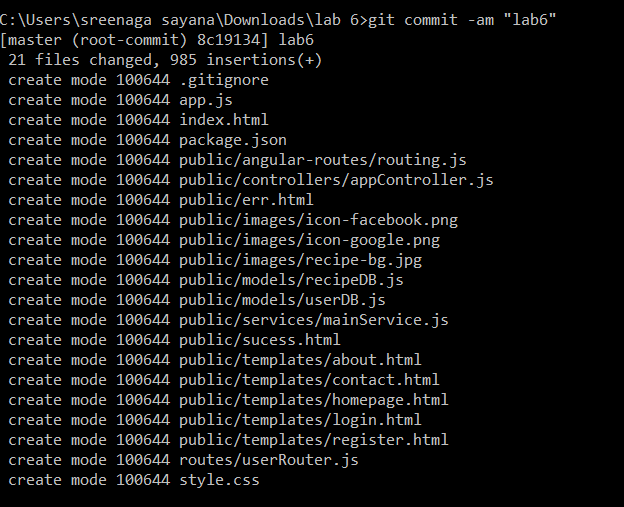 C:\Users\sreenaga sayana\Downloads\lab 6>git commit -am "lab6"
[master (root-commit) 8c19134] lab6
 21 files changed, 985 insertions(+)
 create mode 100644 .gitignore
 create mode 100644 app.js
 create mode 100644 index.html
 create mode 100644 package.json
 create mode 100644 public/angular-routes/routing.js
 create mode 100644 public/controllers/appController.js
 create mode 100644 public/err.html
 create mode 100644 public/images/icon-facebook.png
 create mode 100644 public/images/icon-google.png
 create mode 100644 public/images/recipe-bg.jpg
 create mode 100644 public/models/recipeDB.js
 create mode 100644 public/models/userDB.js
 create mode 100644 public/services/mainService.js
 create mode 100644 public/sucess.html
 create mode 100644 public/templates/about.html
 create mode 100644 public/templates/contact.html
 create mode 100644 public/templates/homepage.html
 create mode 100644 public/templates/login.html
 create mode 100644 public/templates/register.html
 create mode 100644 routes/userRouter.js
 create mode 100644 style.css